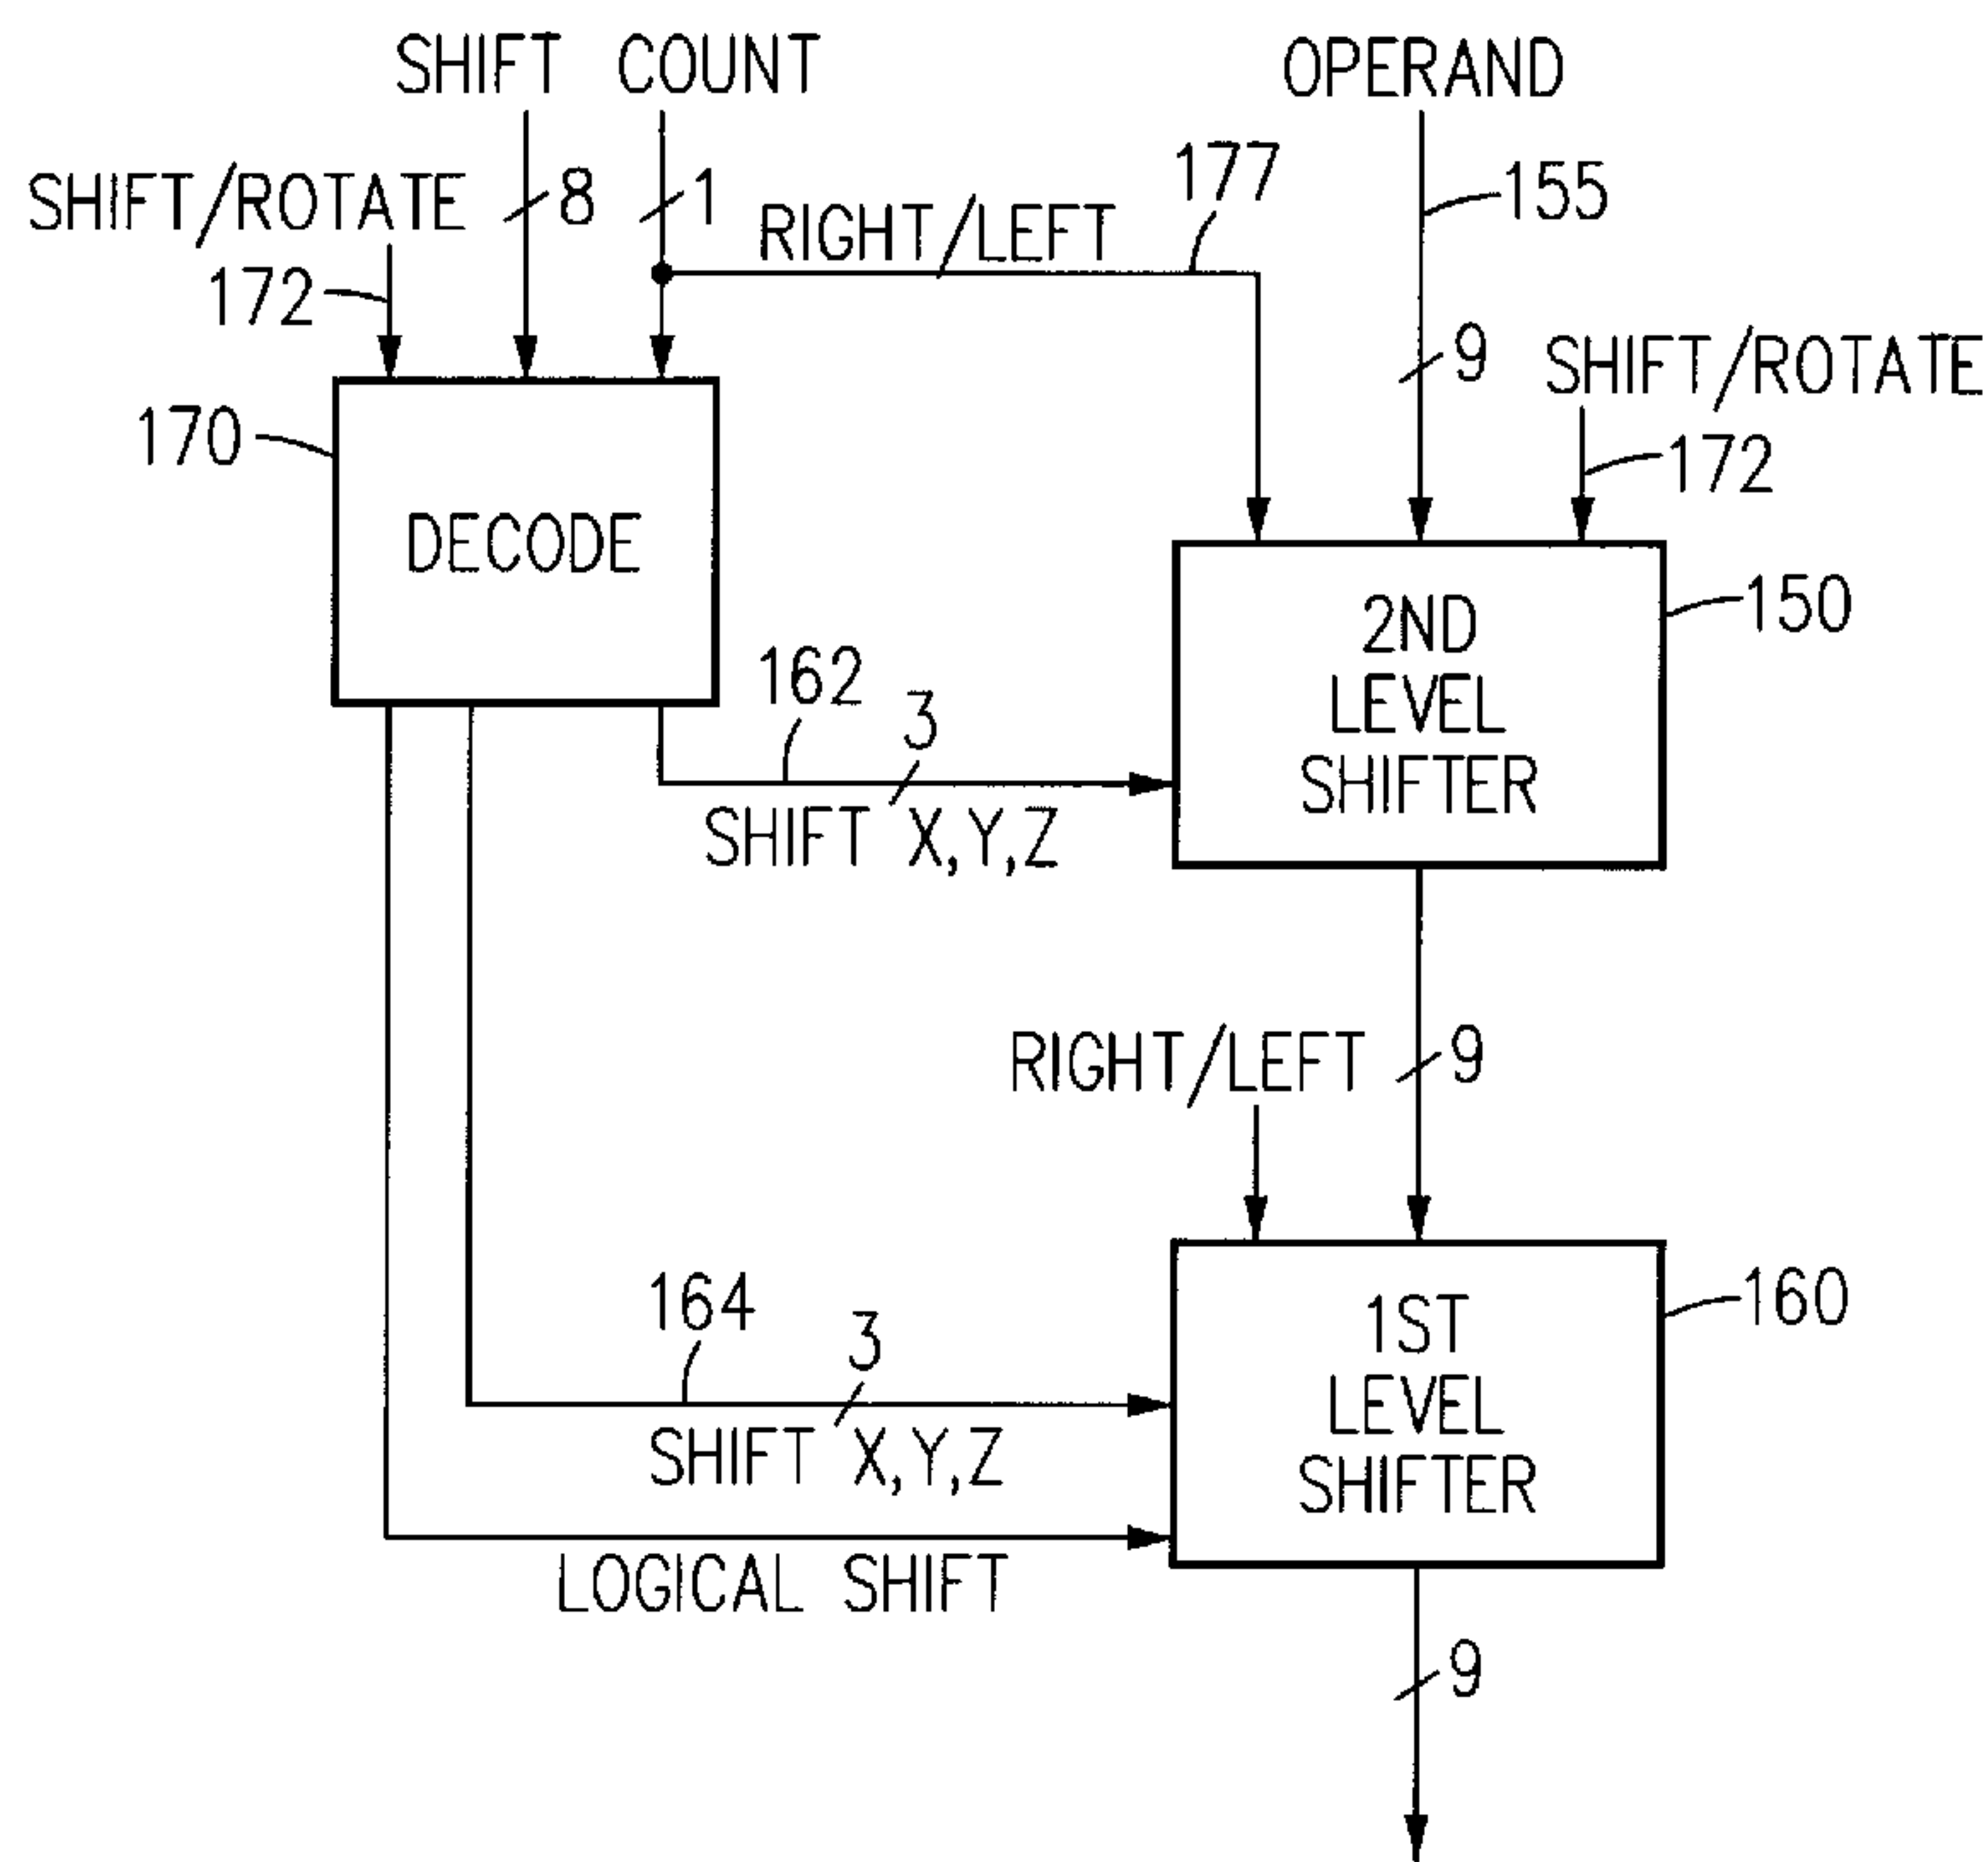 SHIFT COUNT
OPERAND
SHIFT/ROTATE
8
1
177
155
RIGHT/LEFT
172
9
SHIFT/ROTATE
170
172
DECODE
150
2ND
LEVEL
SHIFTER
162
3
SHIFT X,Y,Z
RIGHT/LEFT
9
164
3
160
1ST
LEVEL
SHIFTER
SHIFT X,Y,Z
LOGICAL SHIFT
9